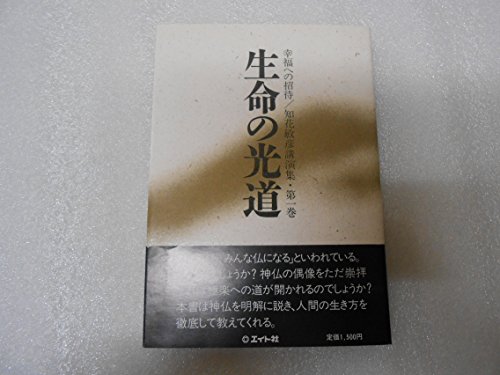 幸福への招待／知花敏彦講演集・第一巻
生命の光道
みんな仏になる」といわれている。
しょうか？神仏の偶像をただ崇拝
楽への道が開かれるのでしょうか？
本書は神仏を明解に説き、人間の生き方を
徹底して教えてくれる。
エイト社
定価1,500円